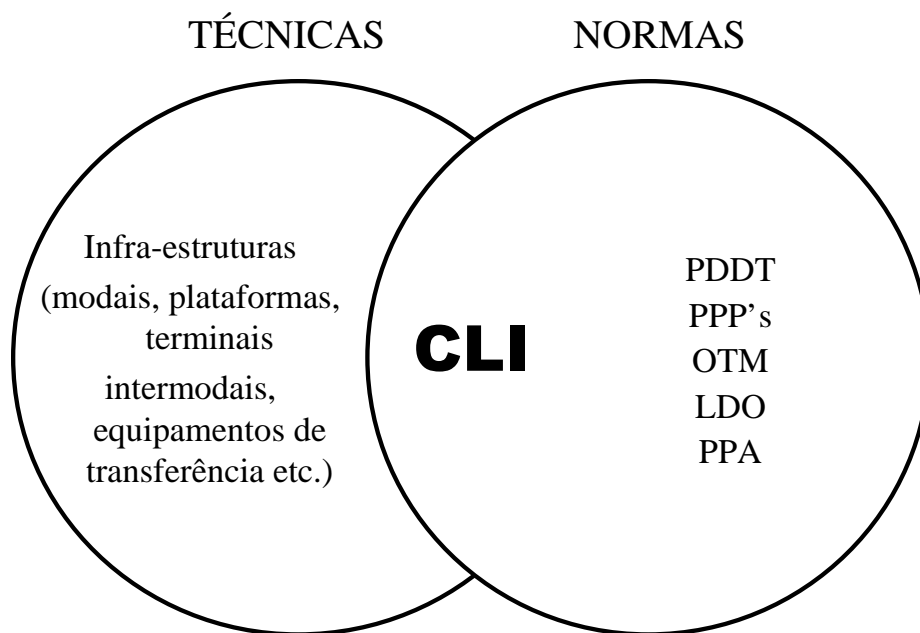 TÉCNICAS
NORMAS
Infra-estruturas
(modais, plataformas,
terminais
intermodais,
equipamentos de
transferência etc.)
CLI
PDDT
PPP’s
OTM
LDO
PPA